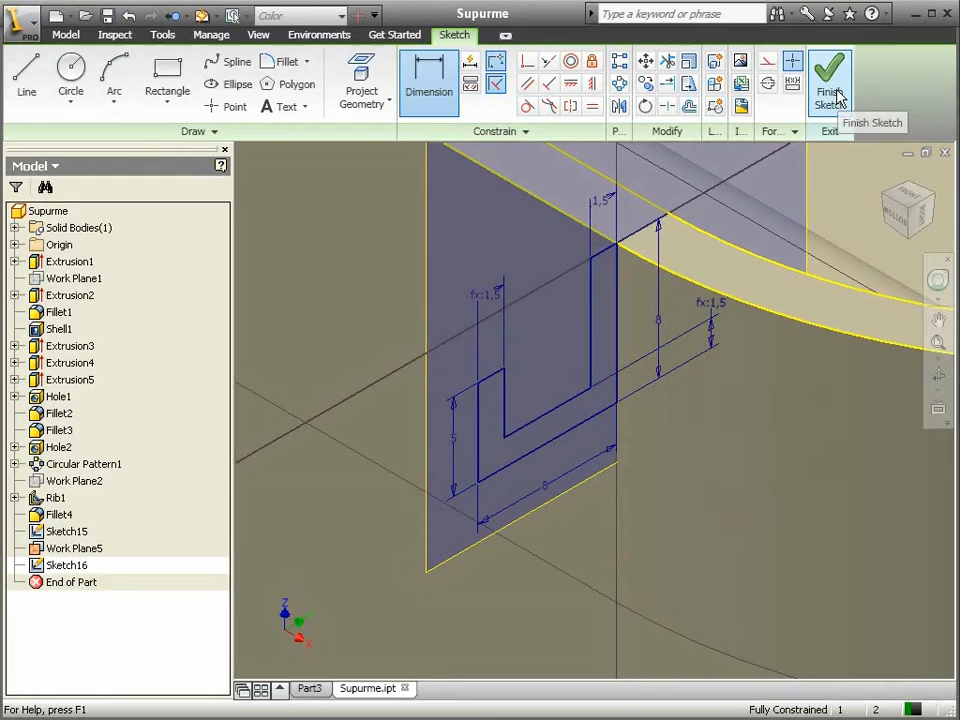 PRO
Color
Supurme
Type a keyword or phrase
Model
Inspect
Tools
Manage
View
Environments
Get Started
Sketch
Line
Circle
Arc
Rectangle
Spline
Ellipse
Point
Fillet
Polygon
Text
Project
Geometry
Dimension
Finish
Sketch
Draw
Constrain
P...
Modify
L...
I...
For...
Exit
Finish Sketch
Model
Supurme
Solid Bodies(1)
Origin
Extrusion1
Work Plane1
Extrusion2
Fillet1
Shell1
Extrusion3
Extrusion4
Extrusion5
Hole1
Fillet2
Fillet3
Hole2
Circular Pattern1
Work Plane2
Rib1
Fillet4
Sketch15
Work Plane5
Sketch16
End of Part
1,5
fx:1,5
fx:1,5
8
5
8
FRONT
BOTTOM
Z
X
Part3
Supurme.ipt
For Help, press F1
Fully Constrained
1
2